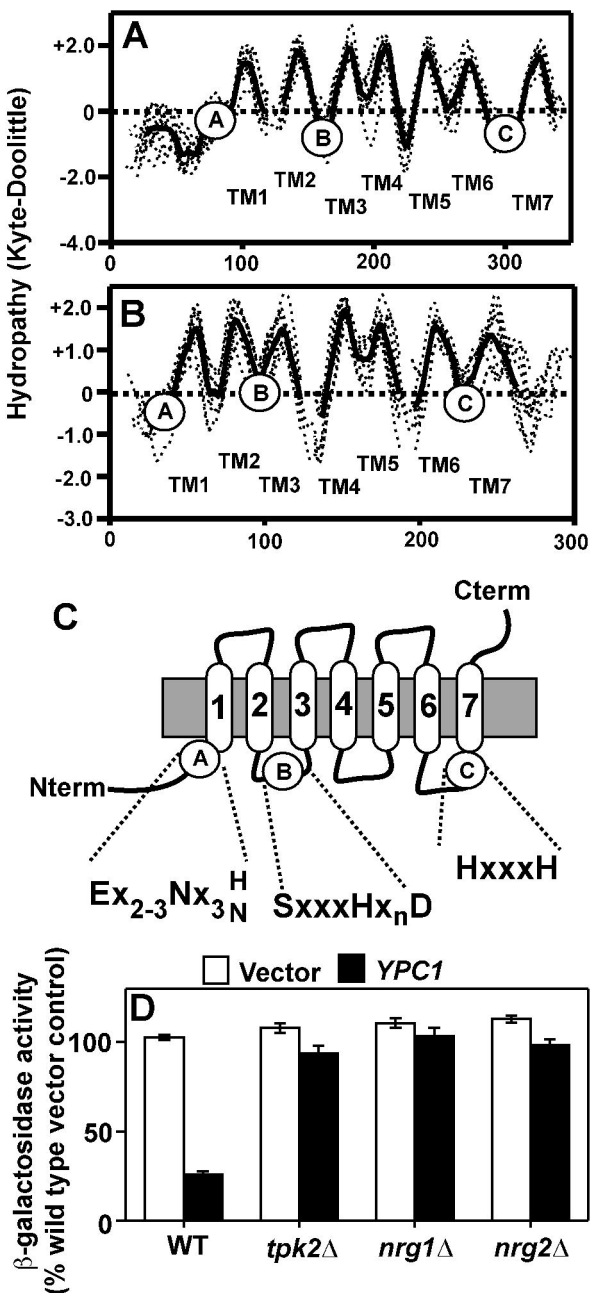 Hydropathy (Kyte-Doolittle)
A
+2.0
0
-2.0
-4.0
A
B
C
TM1
TM2
TM3
TM4
TM5
TM6
TM7
0
100
200
300
B
+2.0
+1.0
0
-1.0
-2.0
-3.0
A
B
C
TM1
TM2
TM3
TM4
TM5
TM6
TM7
0
100
200
300
C
Cterm
1 2 3 4 5 6 7
A
B
C
Nterm
Ex₂₋₃Nx₃ H N
SxxxHxₙD
HxxxH
Vector
YPC1
D
β-galactosidase activity
(% wild type vector control)
100
50
0
WT
tpk2Δ
nrg1Δ
nrg2Δ